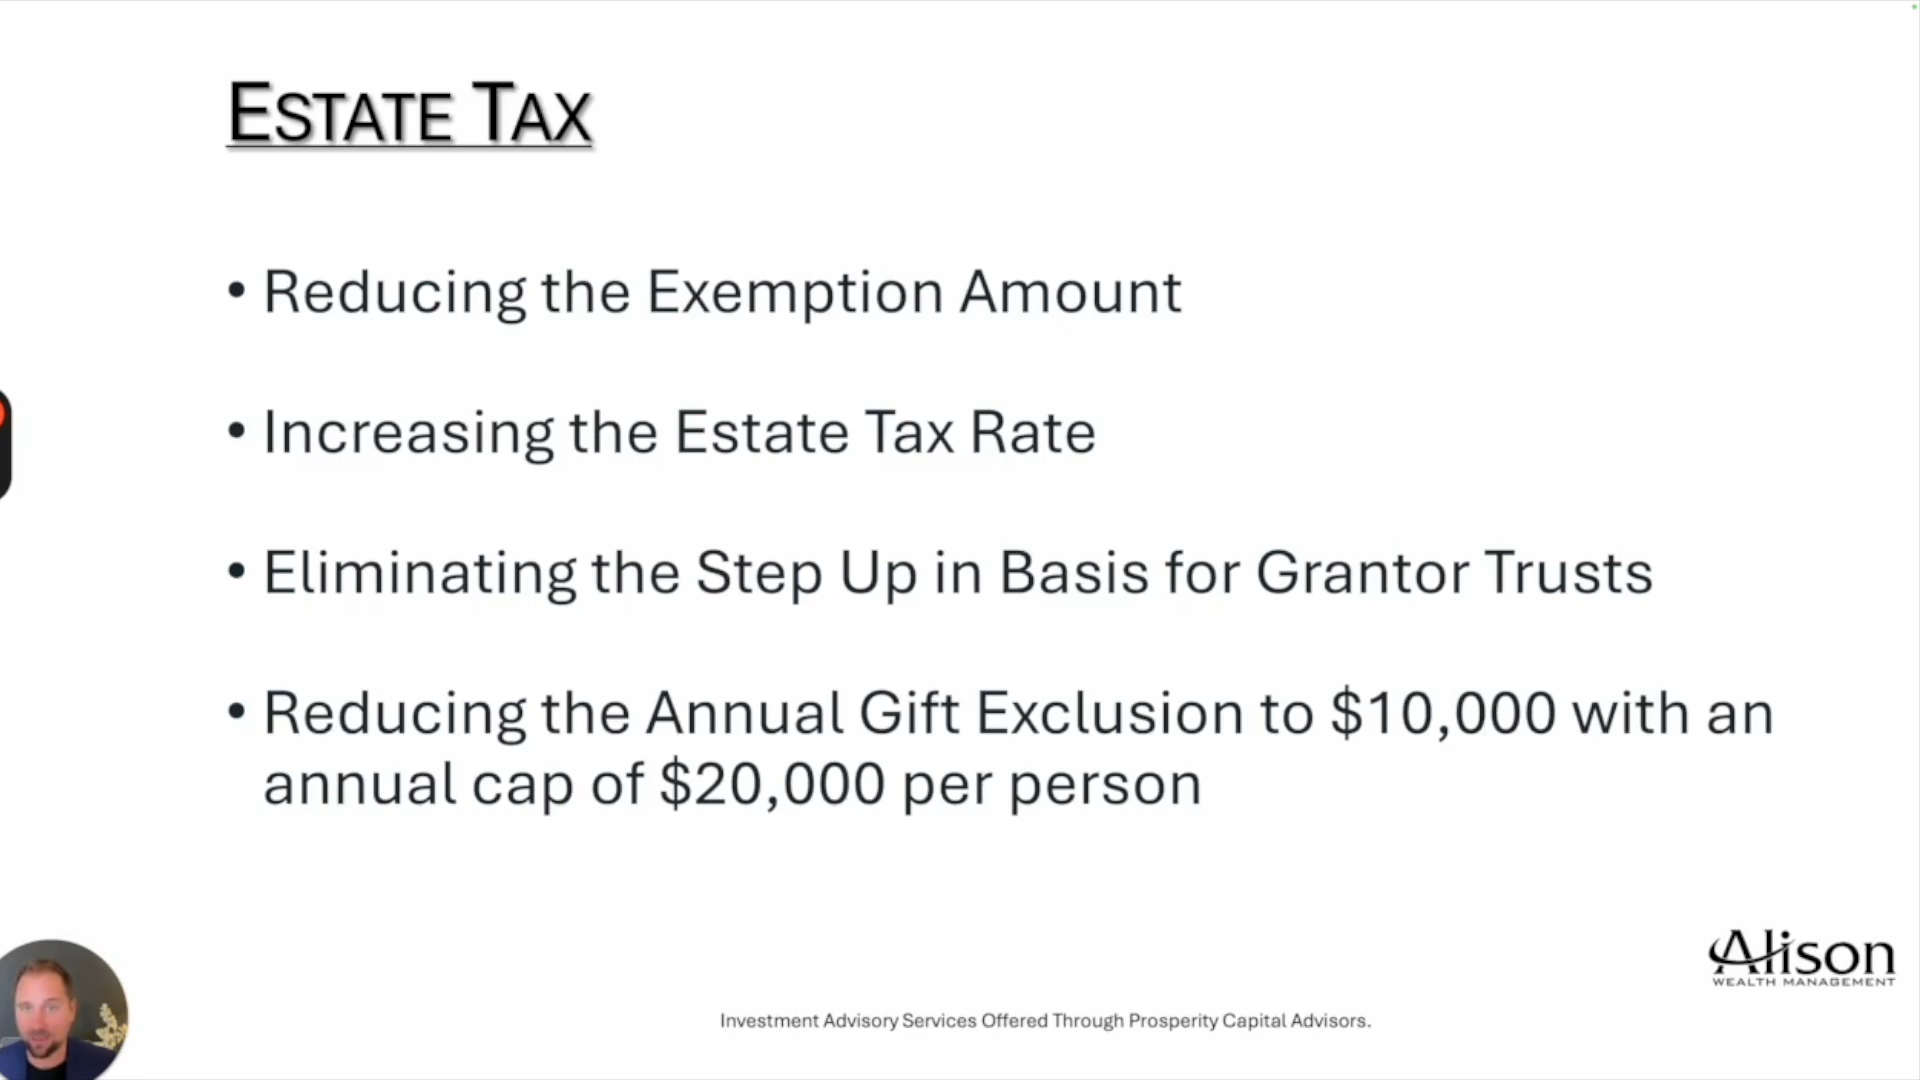 ESTATE TAX
• Reducing the Exemption Amount
• Increasing the Estate Tax Rate
• Eliminating the Step Up in Basis for Grantor Trusts
• Reducing the Annual Gift Exclusion to $10,000 with an
annual cap of $20,000 per person
Alison
WEALTH MANAGEMENT
Investment Advisory Services Offered Through Prosperity Capital Advisors.